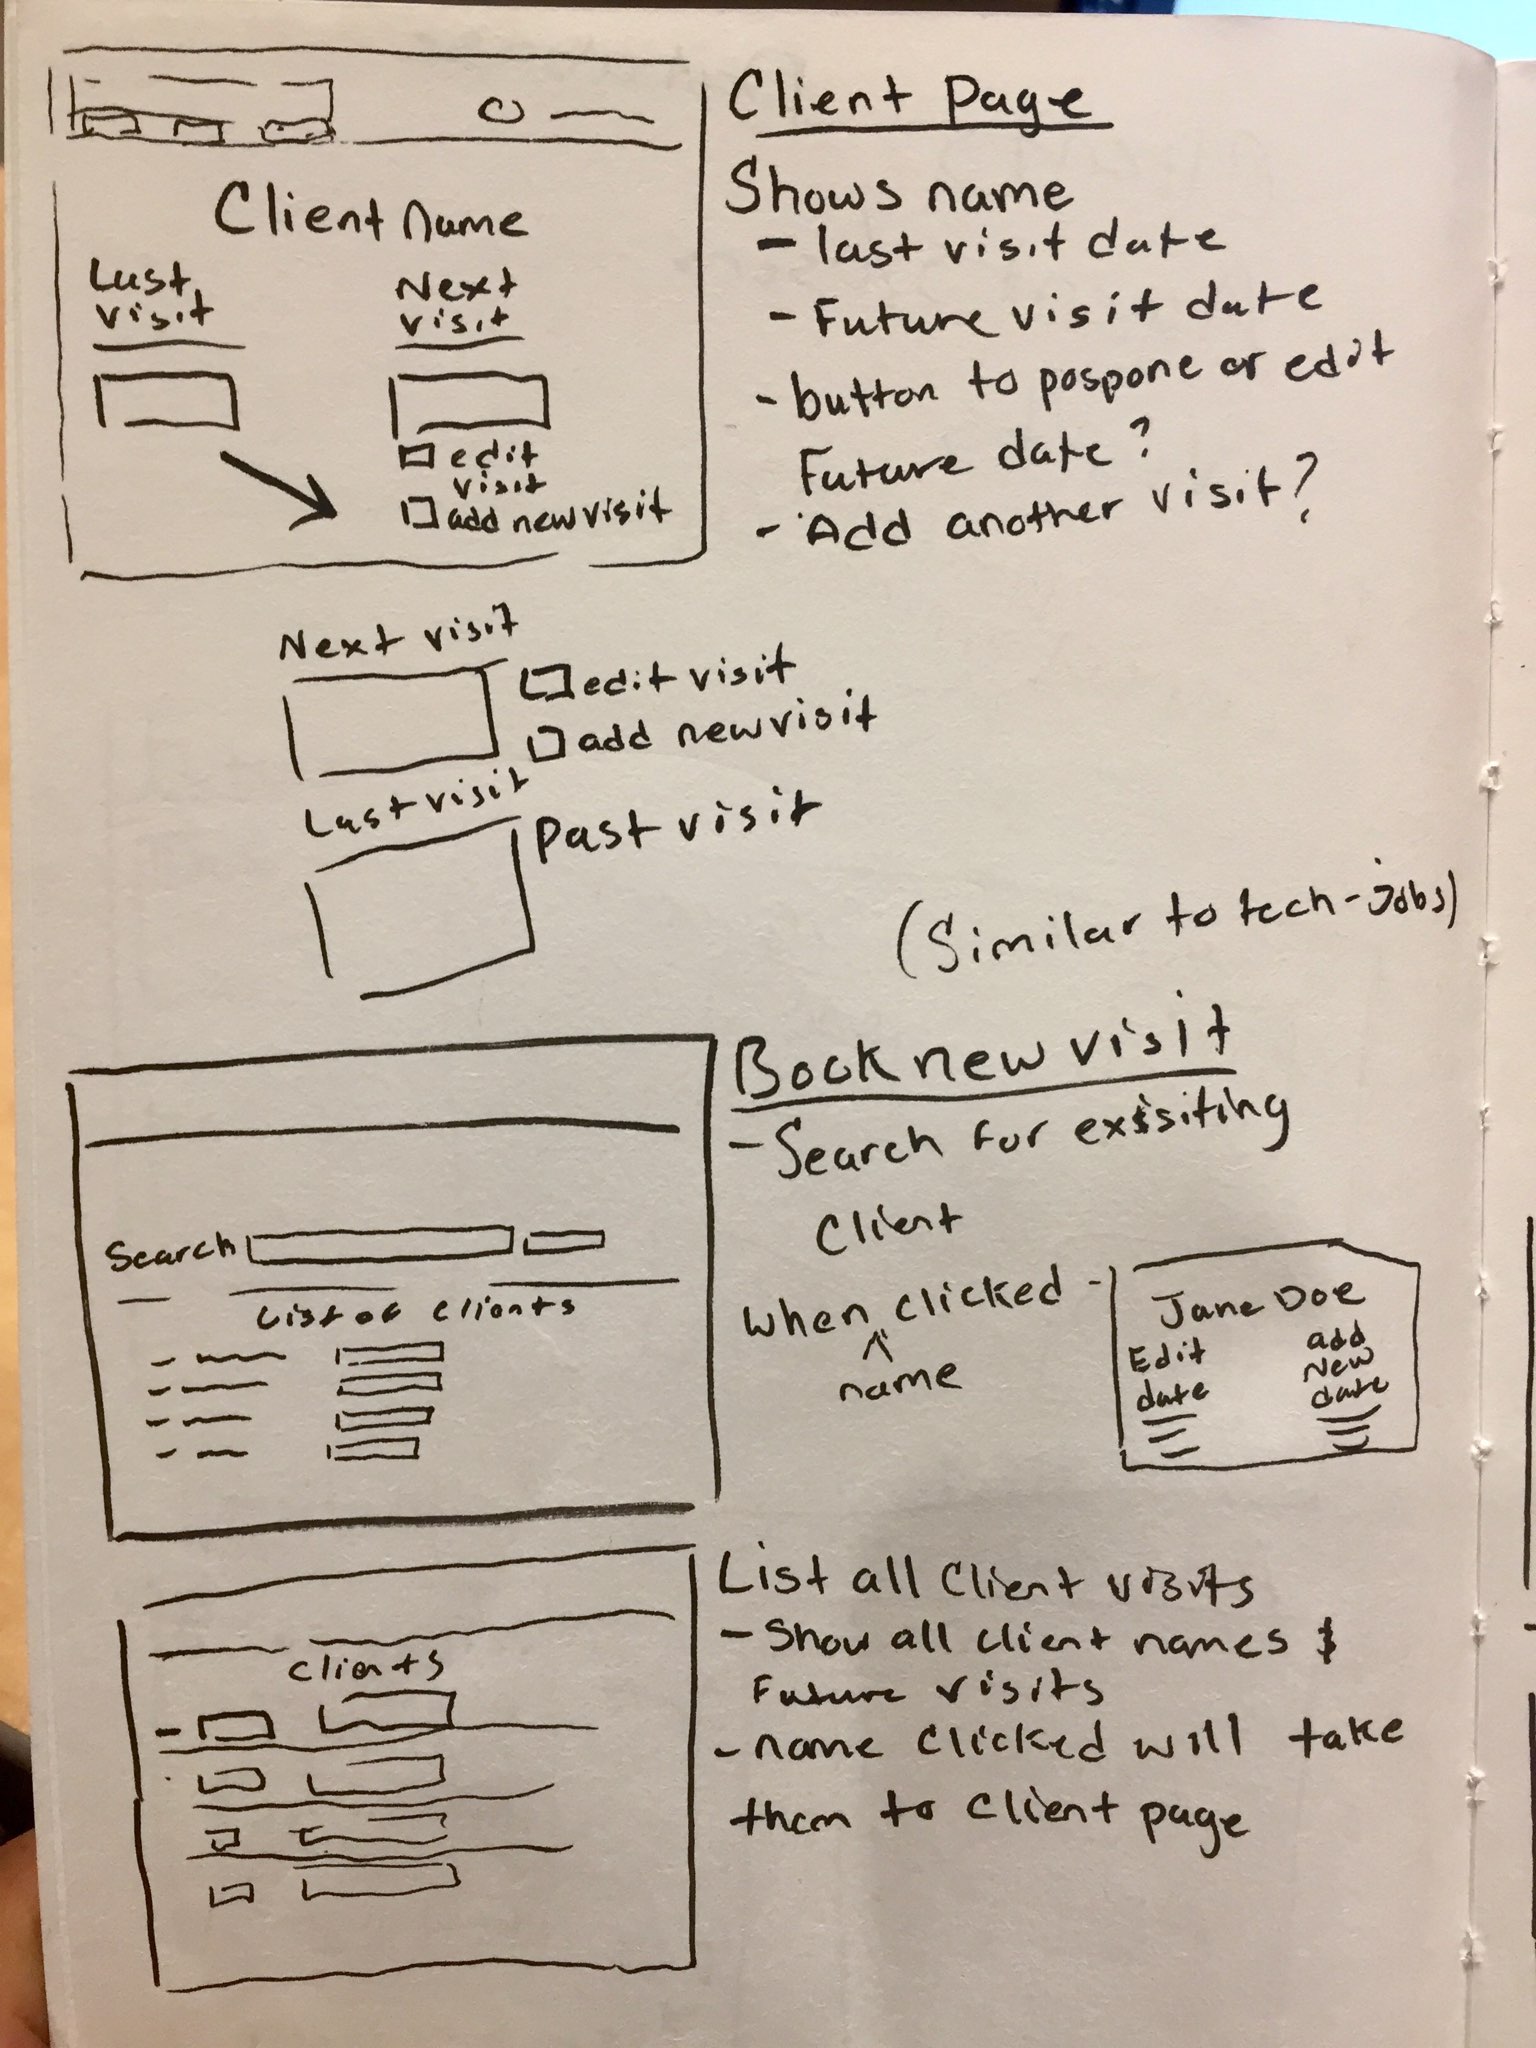 Client Page
Shows name
- last visit date
- Future visit date
- button to pospone or edit
Future date?
- Add another visit?
Client name
Last
visit
Next
visit
edit
visit
add new visit
Next visit
edit visit
add new visit
Last visit
Past visit
(Similar to tech-jobs)
Book new visit
- Search for exsisiting
Client
when clicked -
^
name
Jane Doe
Edit
date
add
New
date
Search
List of clients
List all client visits
- Show all client names &
Future visits
- name clicked will take
them to client page
clients